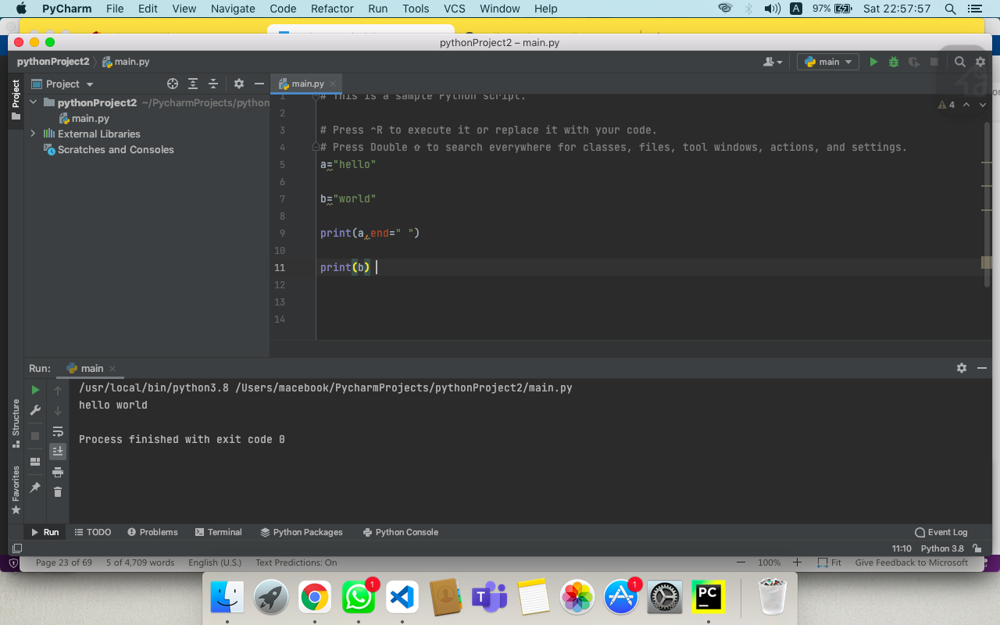 PyCharm File Edit View Navigate Code Refactor Run Tools VCS Window Help A 97% Sat 22:57:57
pythonProject2 – main.py
pythonProject2 main.py main
Project
Project
main.py
pythonProject2 ~/PycharmProjects/python
main.py
External Libraries
Scratches and Consoles
4
1 # This is a sample Python script.
2
3 # Press ^R to execute it or replace it with your code.
4 # Press Double ⇧ to search everywhere for classes, files, tool windows, actions, and settings.
5 a="hello"
6
7 b="world"
8
9 print(a,end=" ")
10
11 print(b)
12
13
14
Run: main
/usr/local/bin/python3.8 /Users/macebook/PycharmProjects/pythonProject2/main.py
hello world
Process finished with exit code 0
Structure
Favorites
Run TODO Problems Terminal Python Packages Python Console Event Log
11:10 Python 3.8
Page 23 of 69 5 of 4,709 words English (U.S.) Text Predictions: On 100% Fit Give Feedback to Microsoft
1
T
1
PC